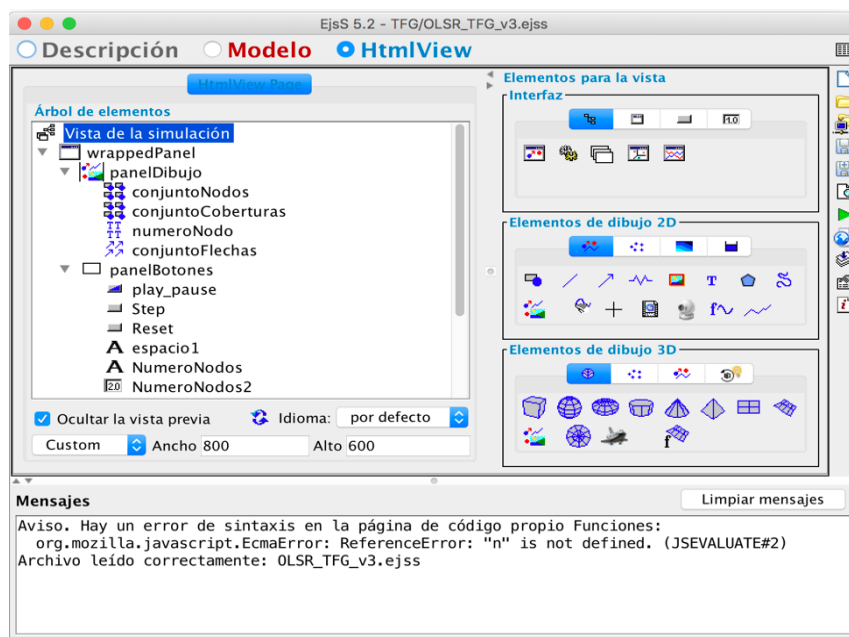 EjsS 5.2 - TFG/OLSR_TFG_v3.ejss
Descripción Modelo HtmlView
HtmlView Page
Árbol de elementos
Vista de la simulación
wrappedPanel
panelDibujo
conjuntoNodos
conjuntoCoberturas
numeroNodo
conjuntoFlechas
panelBotones
play_pause
Step
Reset
A espacio1
A NumeroNodos
2.0 NumeroNodos2
Ocultar la vista previa Idioma: por defecto
Custom Ancho 800 Alto 600
Elementos para la vista
Interfaz
Elementos de dibujo 2D
T
f
Elementos de dibujo 3D
f
Mensajes Limpiar mensajes
Aviso. Hay un error de sintaxis en la página de código propio Funciones:
org.mozilla.javascript.EcmaError: ReferenceError: "n" is not defined. (JSEVALUATE#2)
Archivo leído correctamente: OLSR_TFG_v3.ejss